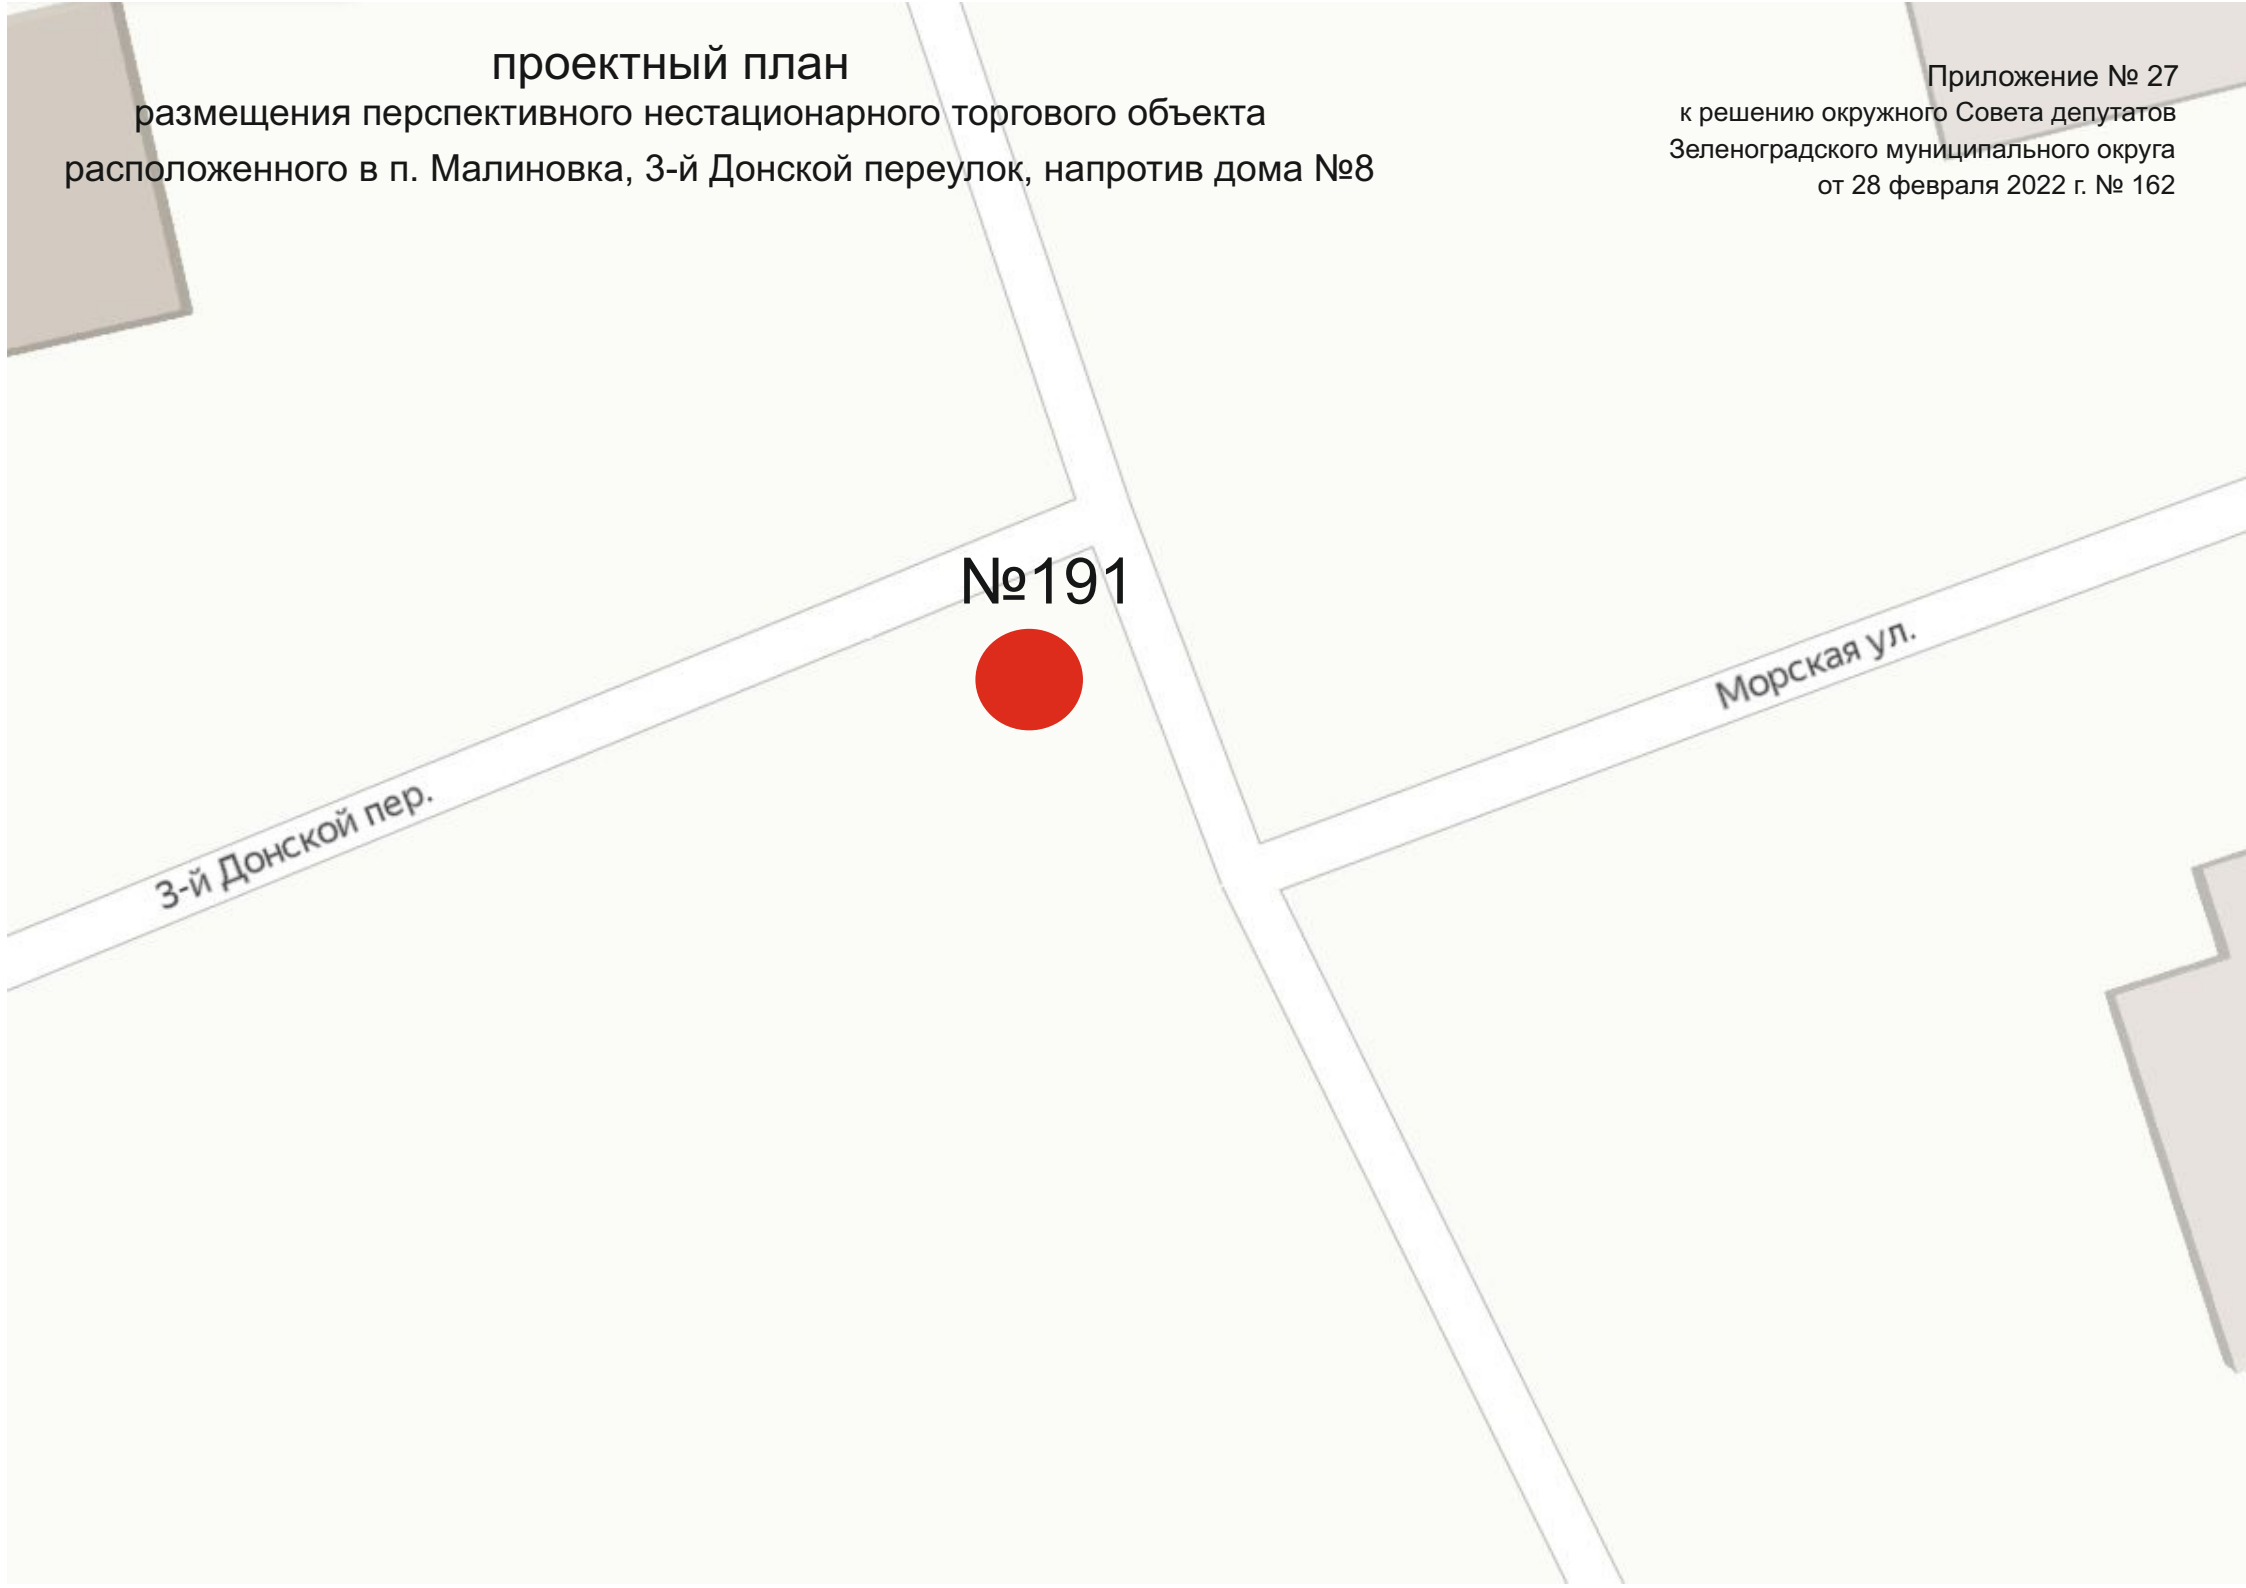 проектный план
размещения перспективного нестационарного торгового объекта
расположенного в п. Малиновка, 3-й Донской переулок, напротив дома №8
Приложение № 27
к решению окружного Совета депутатов
Зеленоградского муниципального округа
от 28 февраля 2022 г. № 162
№191
Морская ул.
3-й Донской пер.